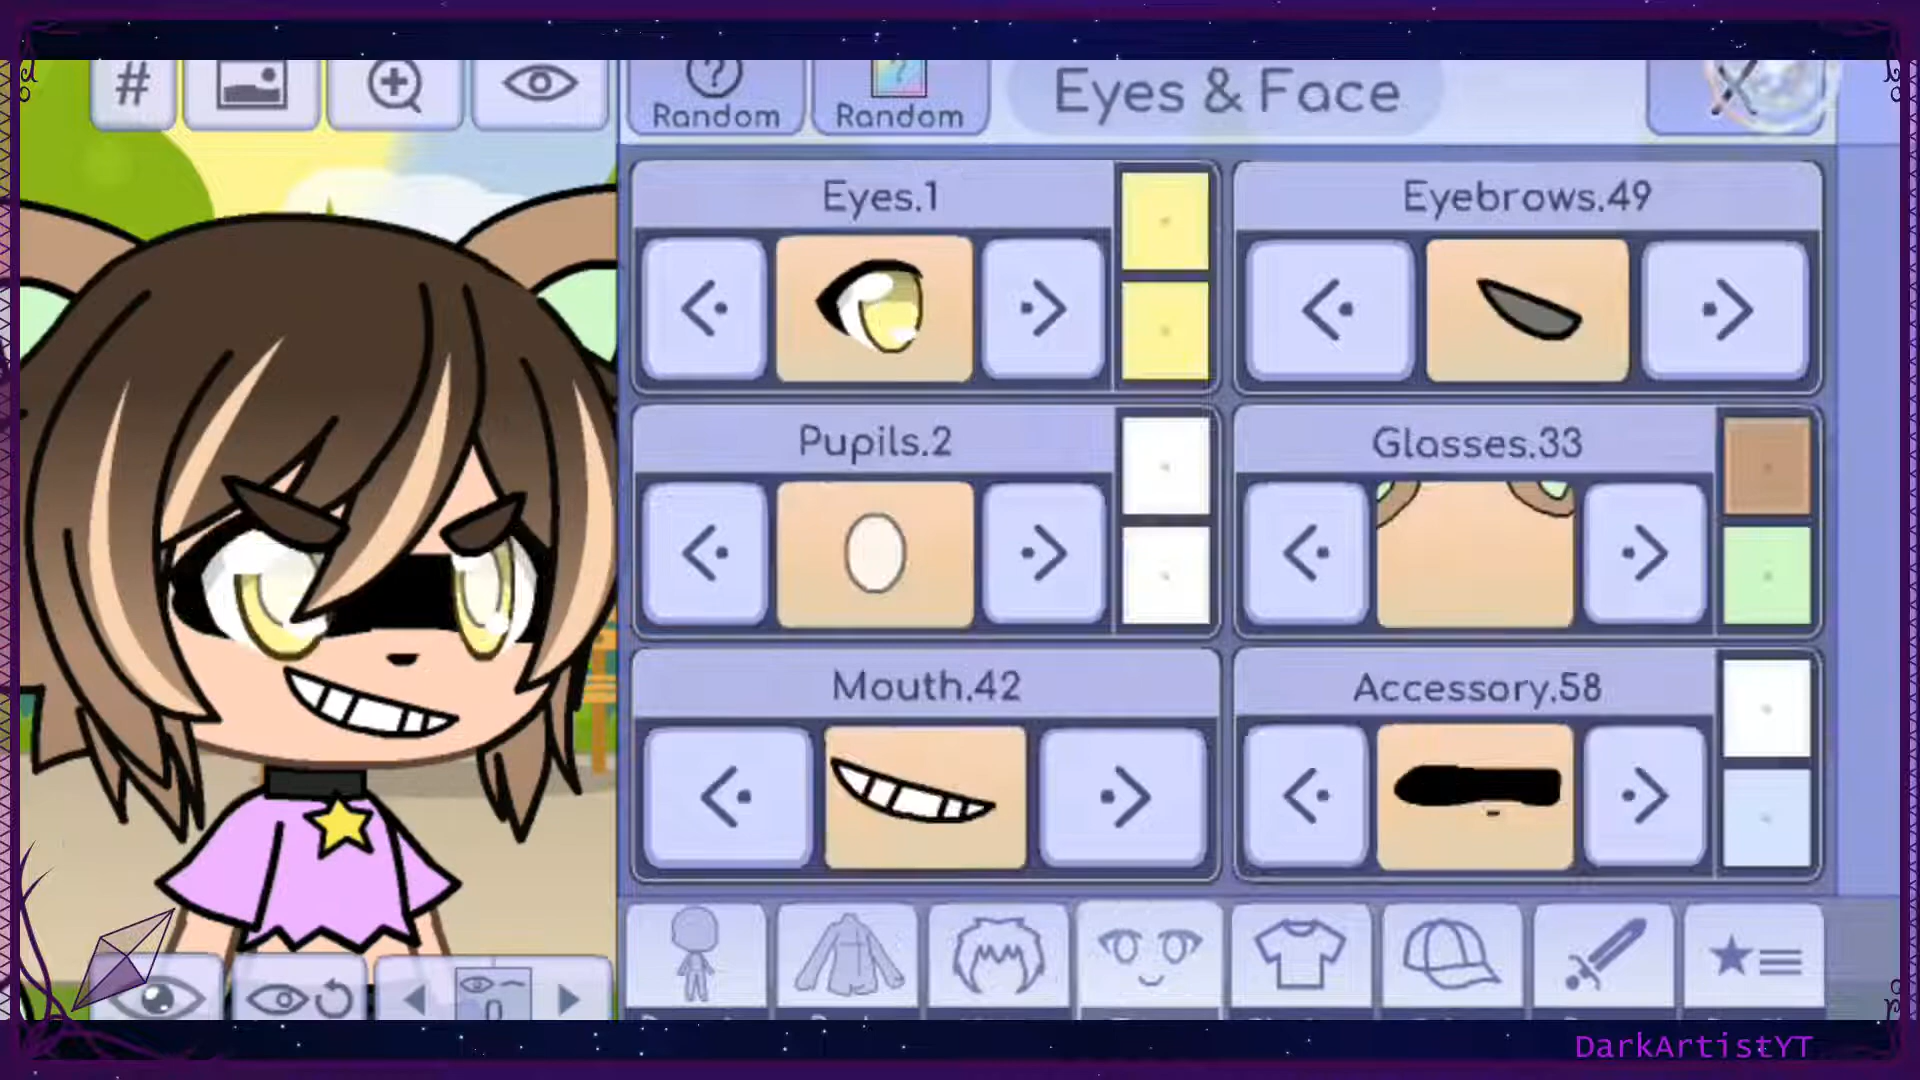 #
Random
Random
Eyes & Face
X
Eyes.1
Eyebrows.49
Pupils.2
Glasses.33
Mouth.42
Accessory.58
DarkArtistYT